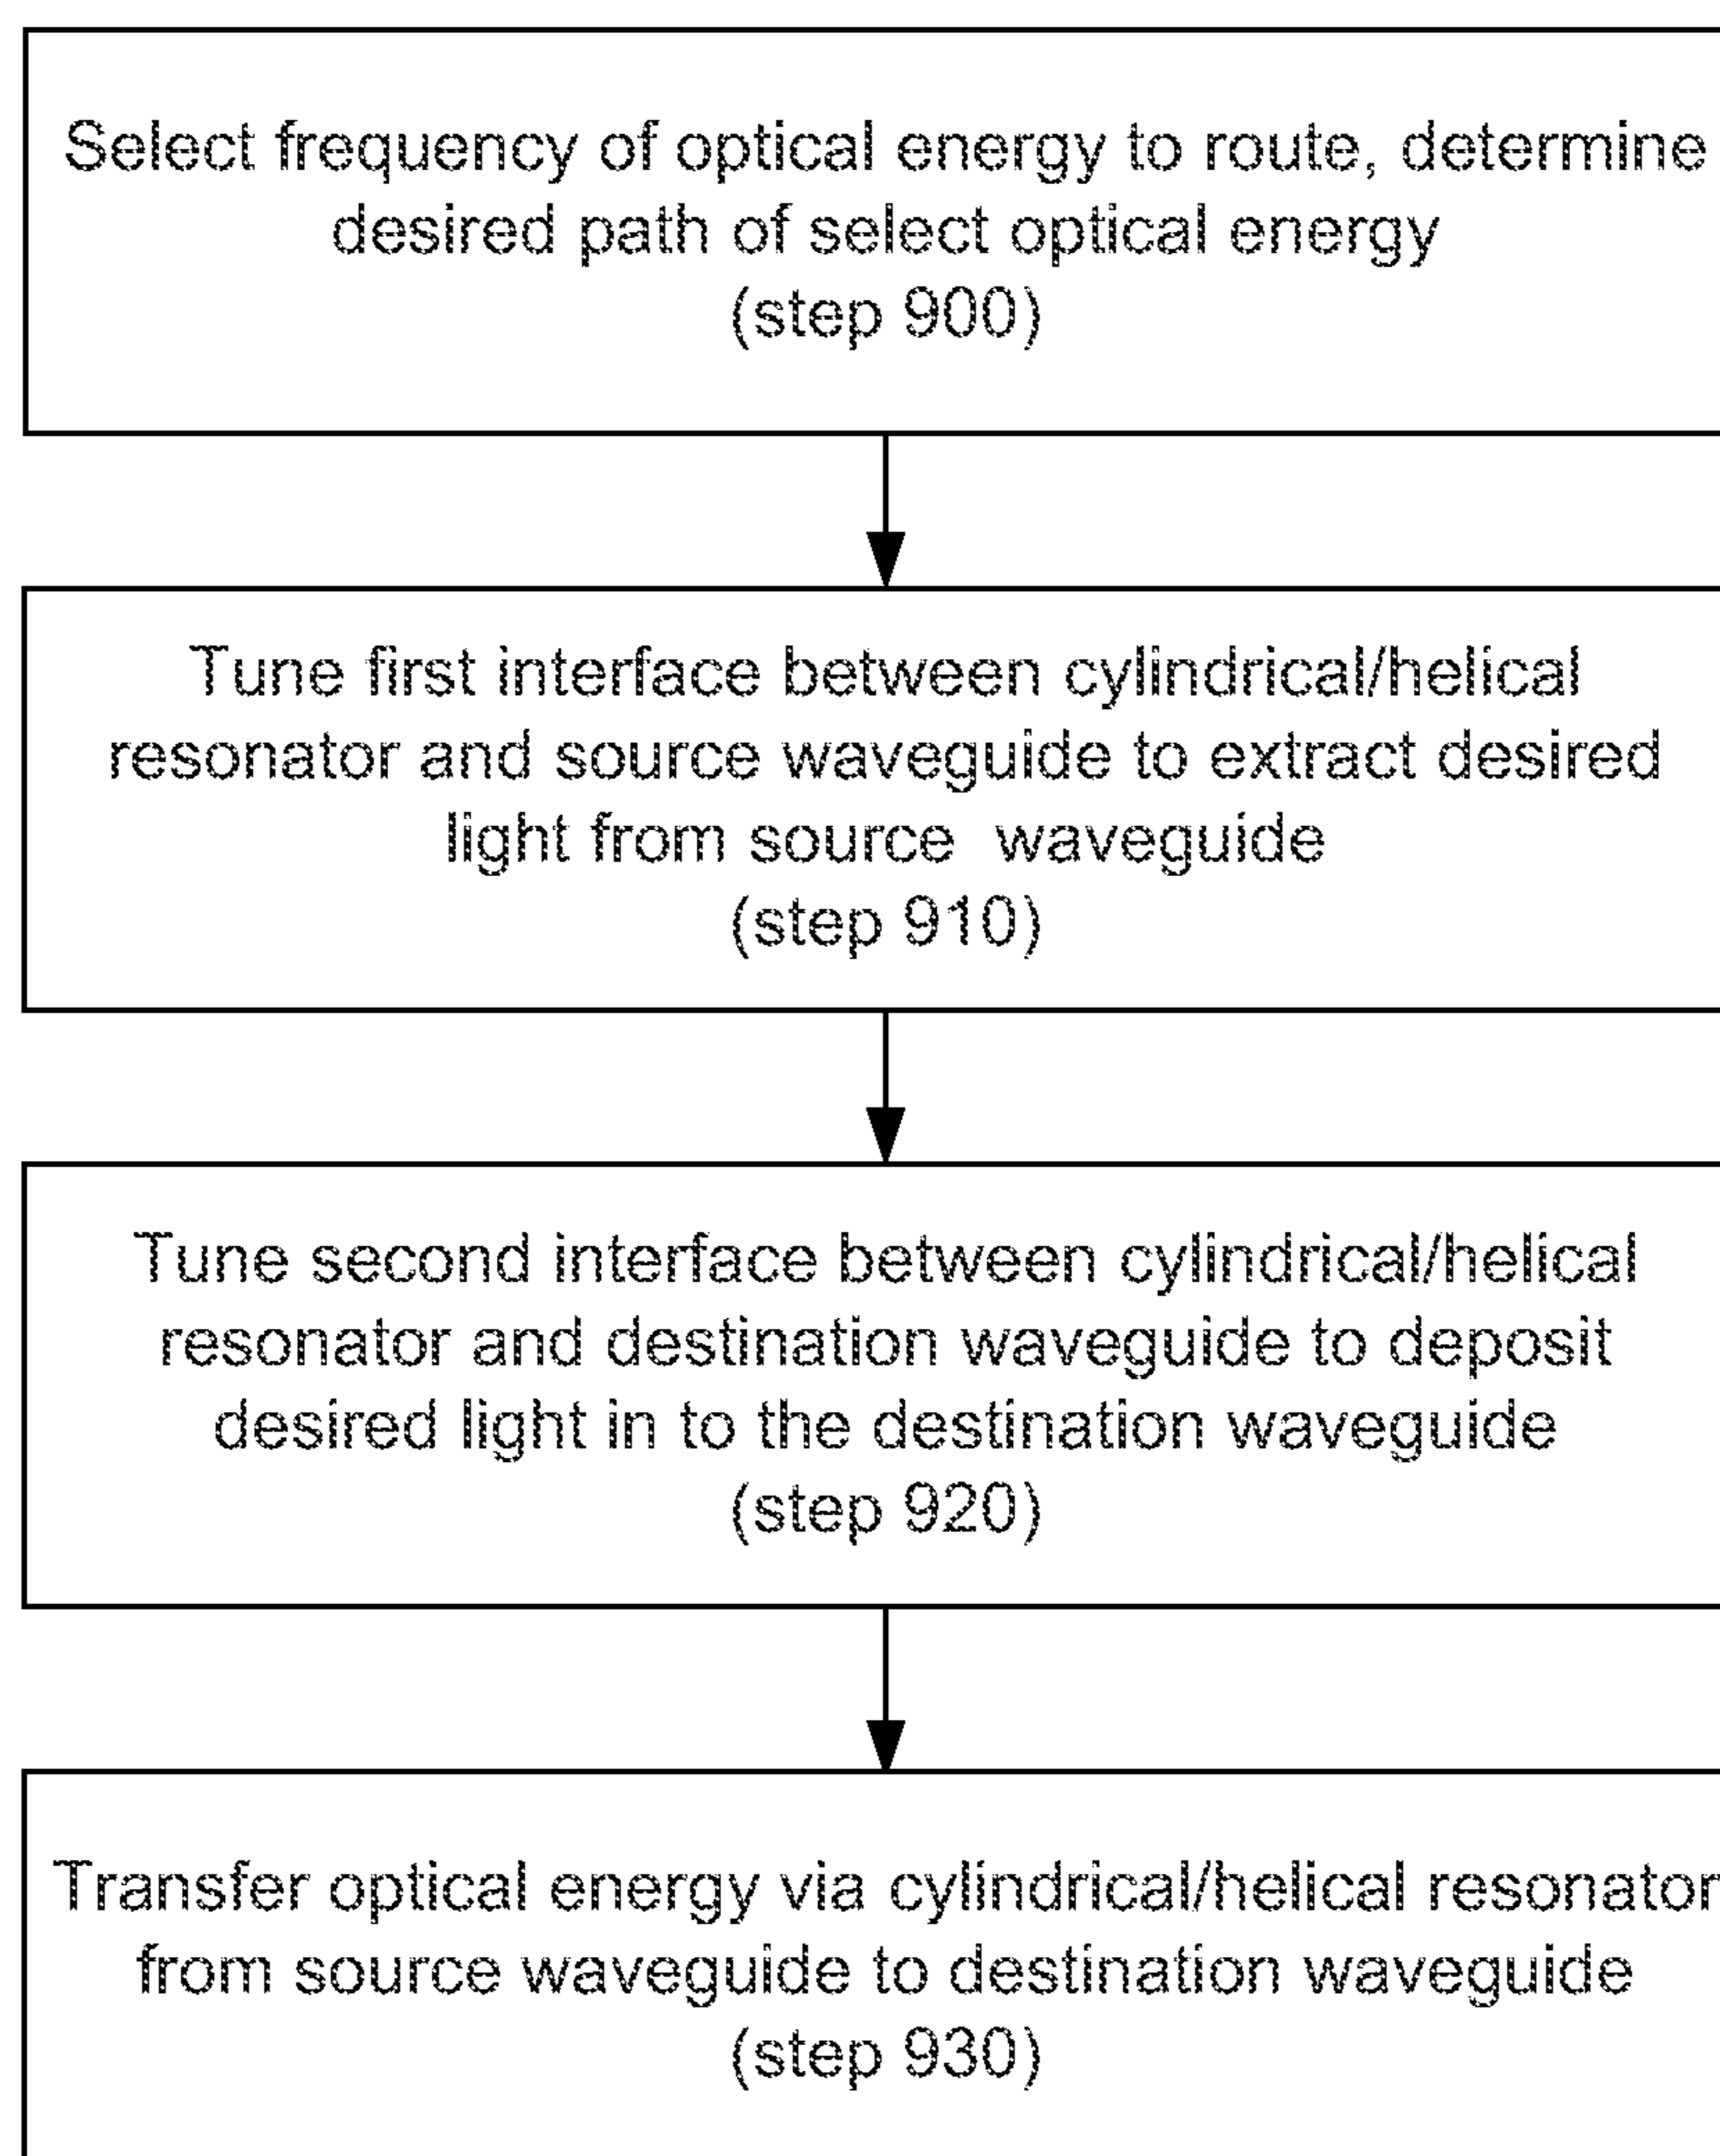 Select frequency of optical energy to route, determine
desired path of select optical energy
(step 900)
Tune first interface between cylindrical/helical
resonator and source waveguide to extract desired
light from source waveguide
(step 910)
Tune second interface between cylindrical/helical
resonator and destination waveguide to deposit
desired light in to the destination waveguide
(step 920)
Transfer optical energy via cylindrical/helical resonator
from source waveguide to destination waveguide
(step 930)